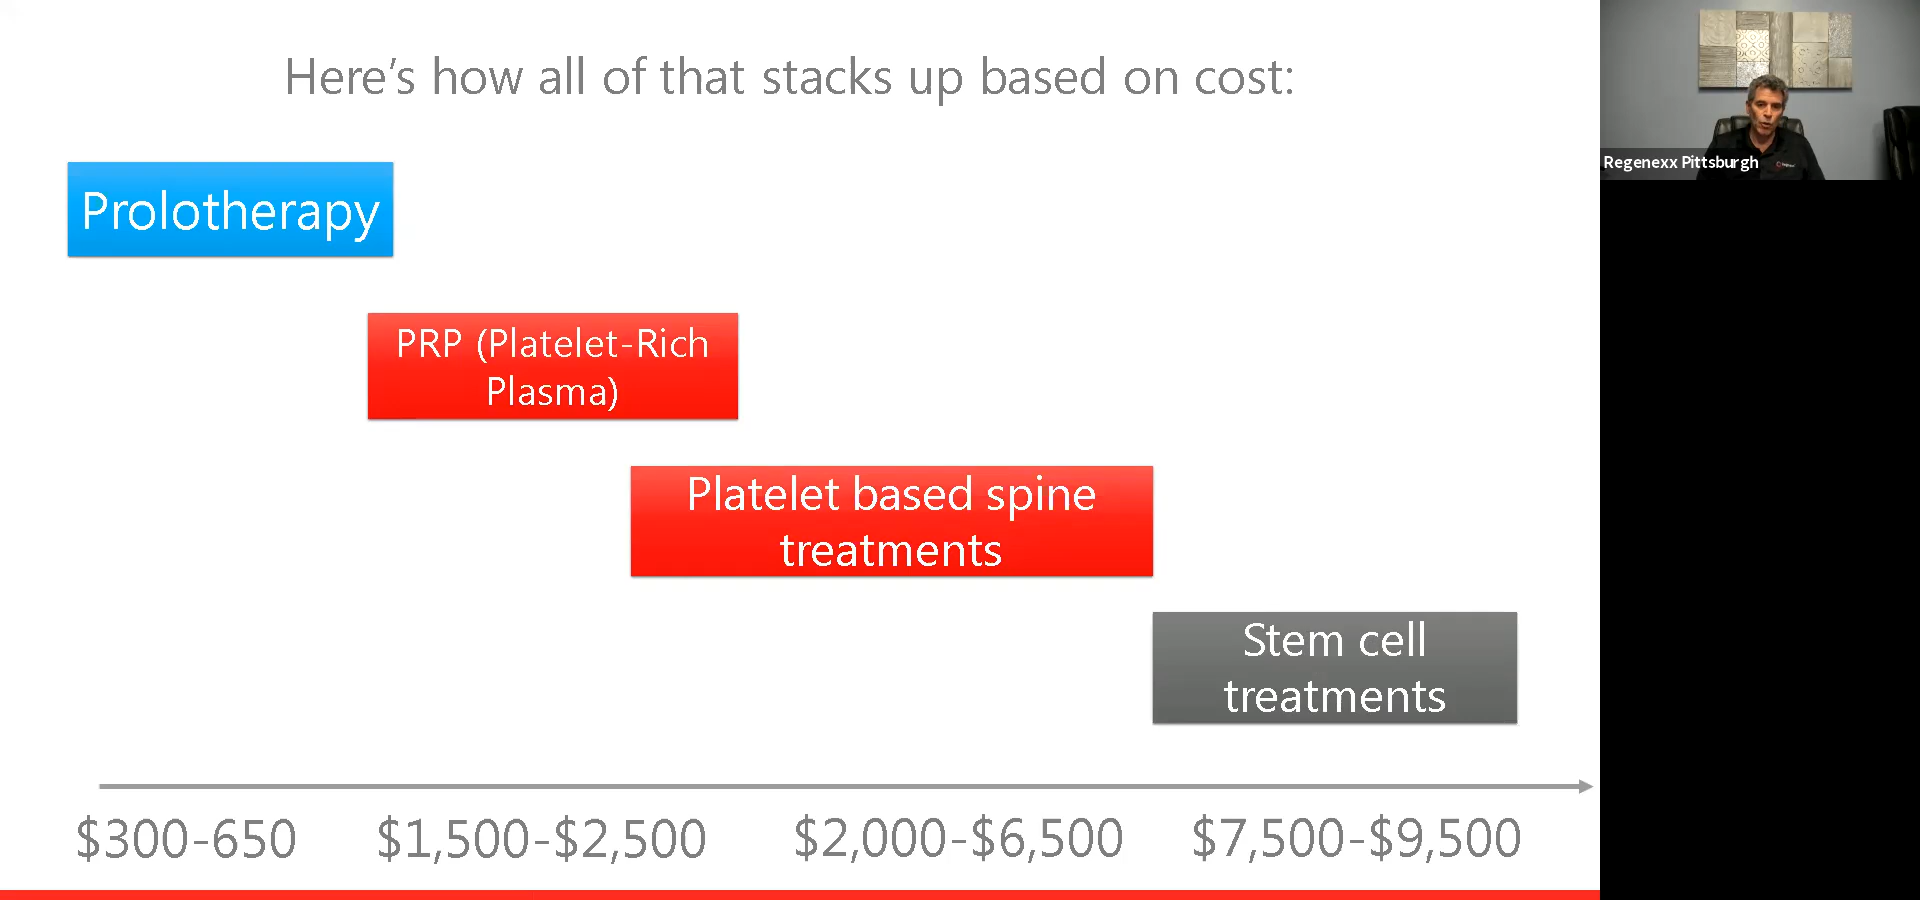 Here’s how all of that stacks up based on cost:
Regenexx Pittsburgh
Prolotherapy
PRP (Platelet-Rich
Plasma)
Platelet based spine
treatments
Stem cell
treatments
$300-650
$1,500-$2,500
$2,000-$6,500
$7,500-$9,500